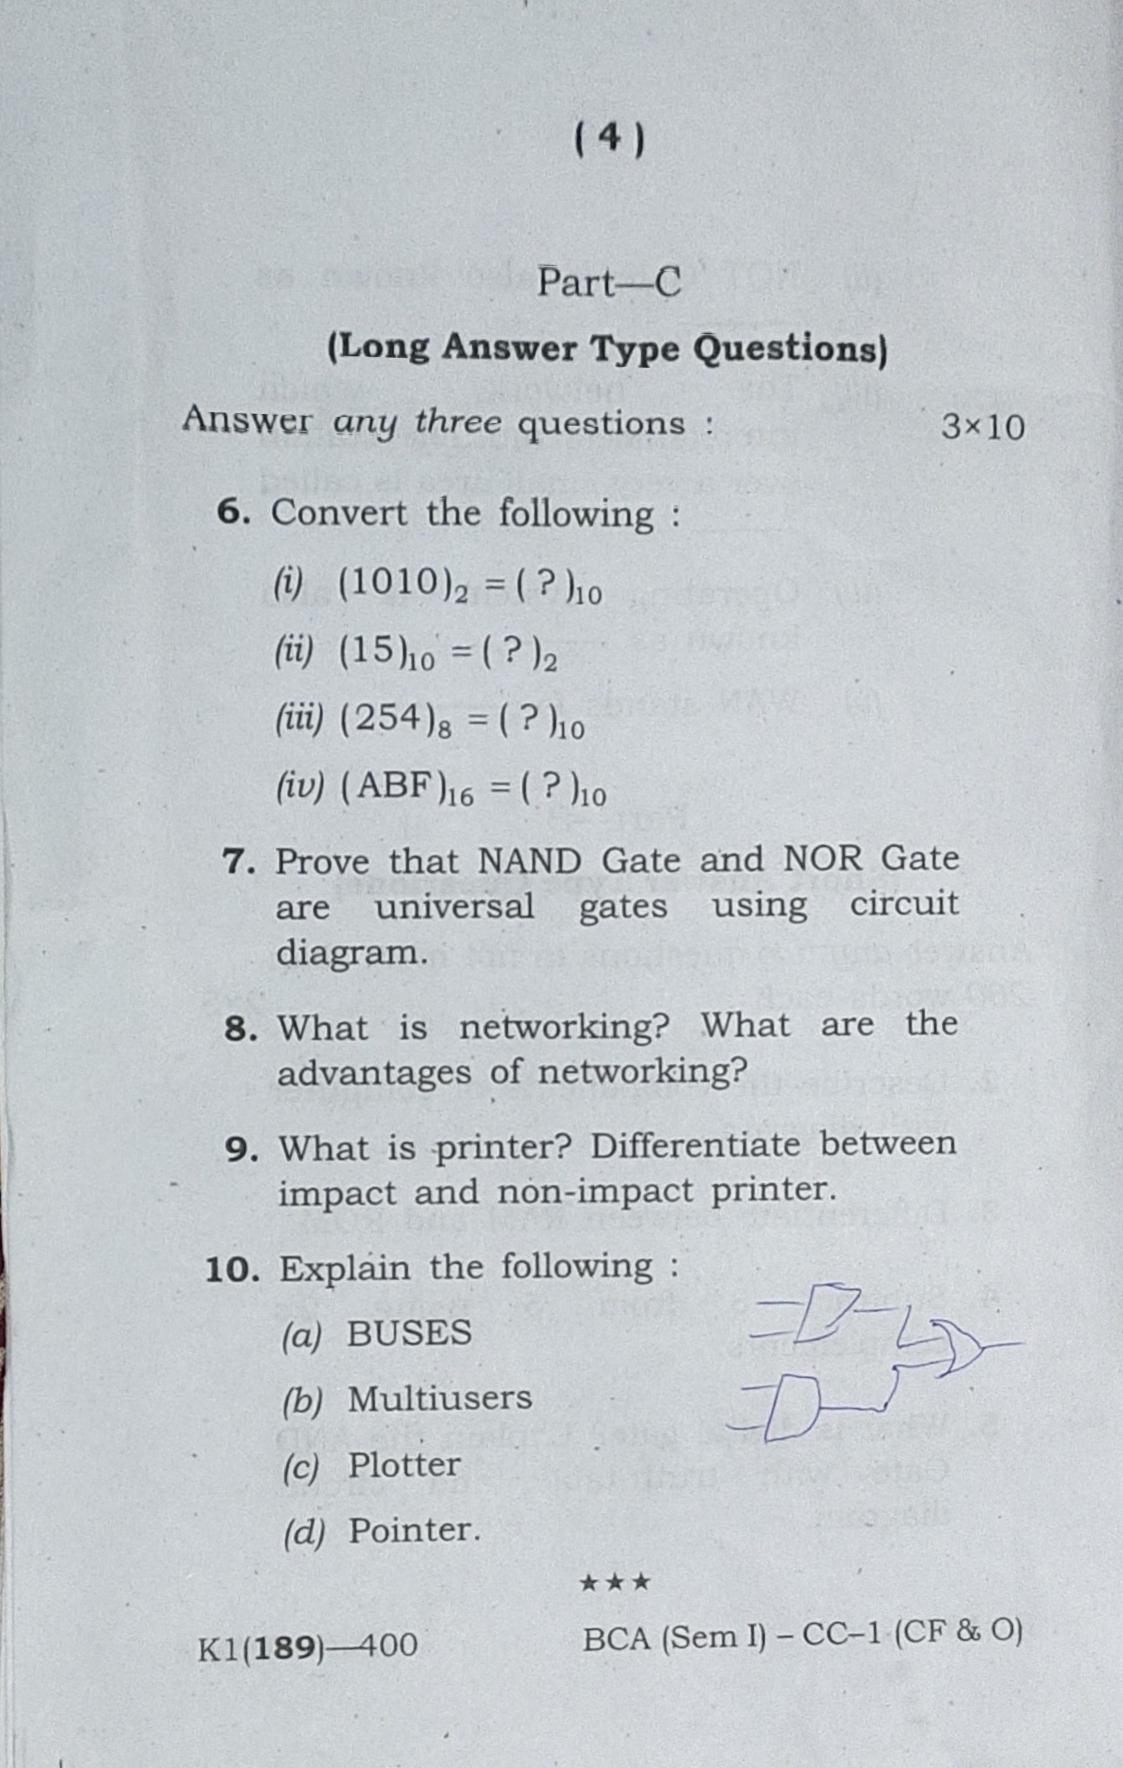 ( 4 )
Part—C
(Long Answer Type Questions)
Answer any three questions : 3×10
6. Convert the following :
(i) (1010)₂ = ( ? )₁₀
(ii) (15)₁₀ = ( ? )₂
(iii) (254)₈ = ( ? )₁₀
(iv) ( ABF)₁₆ = ( ? )₁₀
7. Prove that NAND Gate and NOR Gate
are universal gates using circuit
diagram.
8. What is networking? What are the
advantages of networking?
9. What is printer? Differentiate between
impact and non-impact printer.
10. Explain the following :
(a) BUSES
(b) Multiusers
(c) Plotter
(d) Pointer.
★★★
K1(189)—400 BCA (Sem I) – CC–1 (CF & O)